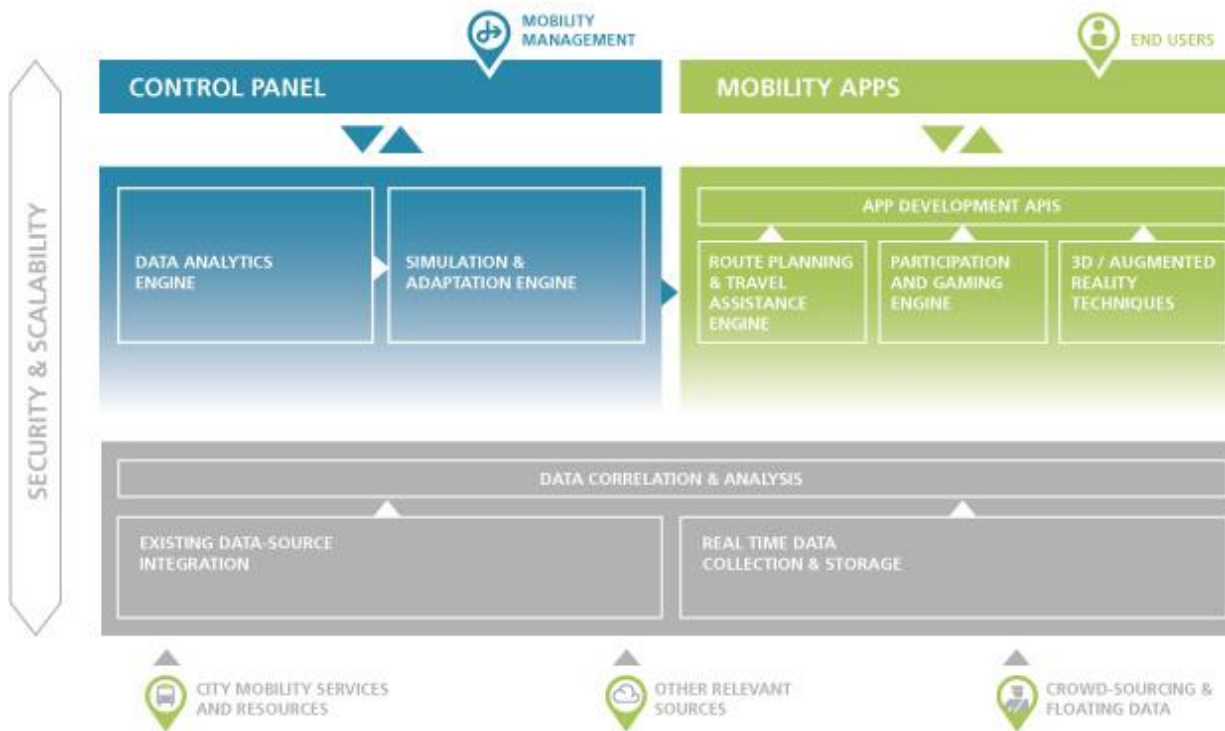 MOBILITY
MANAGEMENT
END USERS
CONTROL PANEL
MOBILITY APPS
SECURITY & SCALABILITY
DATA ANALYTICS
ENGINE
SIMULATION &
ADAPTATION ENGINE
APP DEVELOPMENT APIS
ROUTE PLANNING
& TRAVEL
ASSISTANCE
ENGINE
PARTICIPATION
AND GAMING
ENGINE
3D / AUGMENTED
REALITY
TECHNIQUES
DATA CORRELATION & ANALYSIS
EXISTING DATA-SOURCE
INTEGRATION
REAL TIME DATA
COLLECTION & STORAGE
CITY MOBILITY SERVICES
AND RESOURCES
OTHER RELEVANT
SOURCES
CROWD-SOURCING &
FLOATING DATA